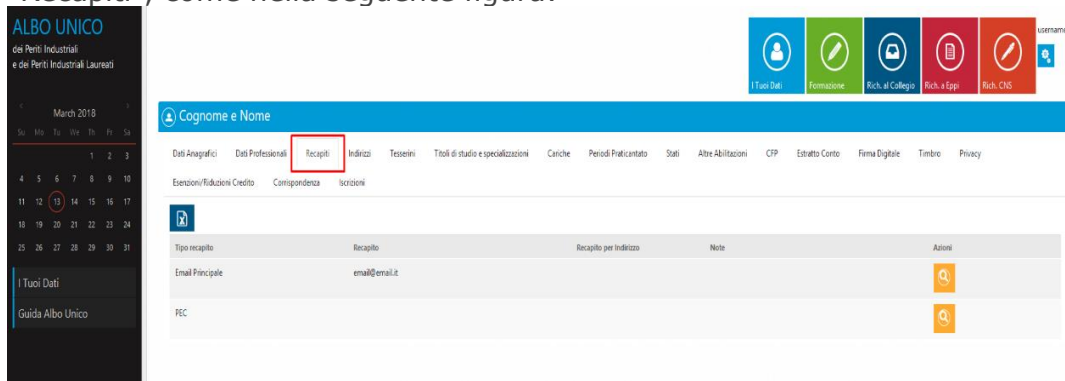 "Recapiti", come nella seguente figura:
ALBO UNICO
dei Periti Industriali
e dei Periti Industriali Laureati
username
I Tuoi Dati
Formazione
Rich. al Collegio
Rich. a Eppi
Rich. CNS
March 2018
Su Mo Tu We Th Fr Sa
1 2 3
4 5 6 7 8 9 10
11 12 13 14 15 16 17
18 19 20 21 22 23 24
25 26 27 28 29 30 31
I Tuoi Dati
Guida Albo Unico
Cognome e Nome
Dati Anagrafici Dati Professionali Recapiti Indirizzi Tesserini Titoli di studio e specializzazioni Cariche Periodi Praticantato Stati Altre Abilitazioni CFP Estratto Conto Firma Digitale Timbro Privacy
Esenzioni/Riduzioni Credito Corrispondenza Iscrizioni
Tipo recapito Recapito Recapito per Indirizzo Note Azioni
Email Principale email@email.it
PEC